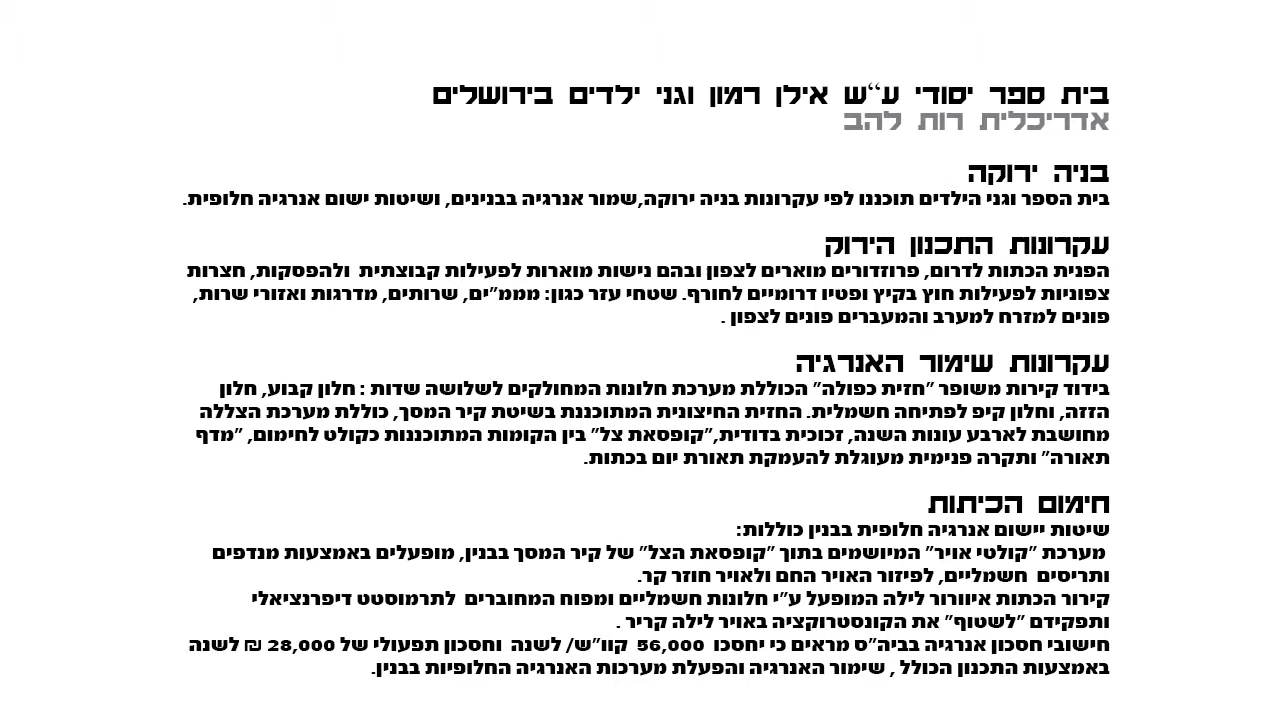 בית ספר יסודי ע“ש אילן רמון וגני ילדים בירושלים
אדריכלית רות להב
בניה ירוקה
בית הספר וגני הילדים תוכננו לפי עקרונות בניה ירוקה,שמור אנרגיה בבנינים, ושיטות ישום אנרגיה חלופית.
עקרונות התכנון הירוק
הפנית הכתות לדרום, פרוזדורים מוארים לצפון ובהם נישות מוארות לפעילות קבוצתית ולהפסקות, חצרות
צפוניות לפעילות חוץ בקיץ ופטיו דרומיים לחורף. שטחי עזר כגון: מממ"ים, שרותים, מדרגות ואזורי שרות,
פונים למזרח למערב והמעברים פונים לצפון .
עקרונות שימור האנרגיה
בידוד קירות משופר "חזית כפולה" הכוללת מערכת חלונות המחולקים לשלושה שדות : חלון קבוע, חלון
הזזה, וחלון קיפ לפתיחה חשמלית. החזית החיצונית המתוכננת בשיטת קיר המסך, כוללת מערכת הצללה
מחושבת לארבע עונות השנה, זכוכית בדודית,"קופסאת צל" בין הקומות המתוכננות כקולט לחימום, "מדף
תאורה" ותקרה פנימית מעוגלת להעמקת תאורת יום בכתות.
חימום הכיתות
שיטות יישום אנרגיה חלופית בבנין כוללות:
מערכת "קולטי אויר" המיושמים בתוך "קופסאת הצל" של קיר המסך בבנין, מופעלים באמצעות מנדפים
ותריסים חשמליים, לפיזור האויר החם ולאויר חוזר קר.
קירור הכתות איוורור לילה המופעל ע"י חלונות חשמליים ומפוח המחוברים לתרמוסטט דיפרנציאלי
ותפקידם "לשטוף" את הקונסטרוקציה באויר לילה קריר .
חישובי חסכון אנרגיה בביה"ס מראים כי יחסכו 56,000 קוו"ש/ לשנה וחסכון תפעולי של 28,000 ₪ לשנה
באמצעות התכנון הכולל , שימור האנרגיה והפעלת מערכות האנרגיה החלופיות בבנין.